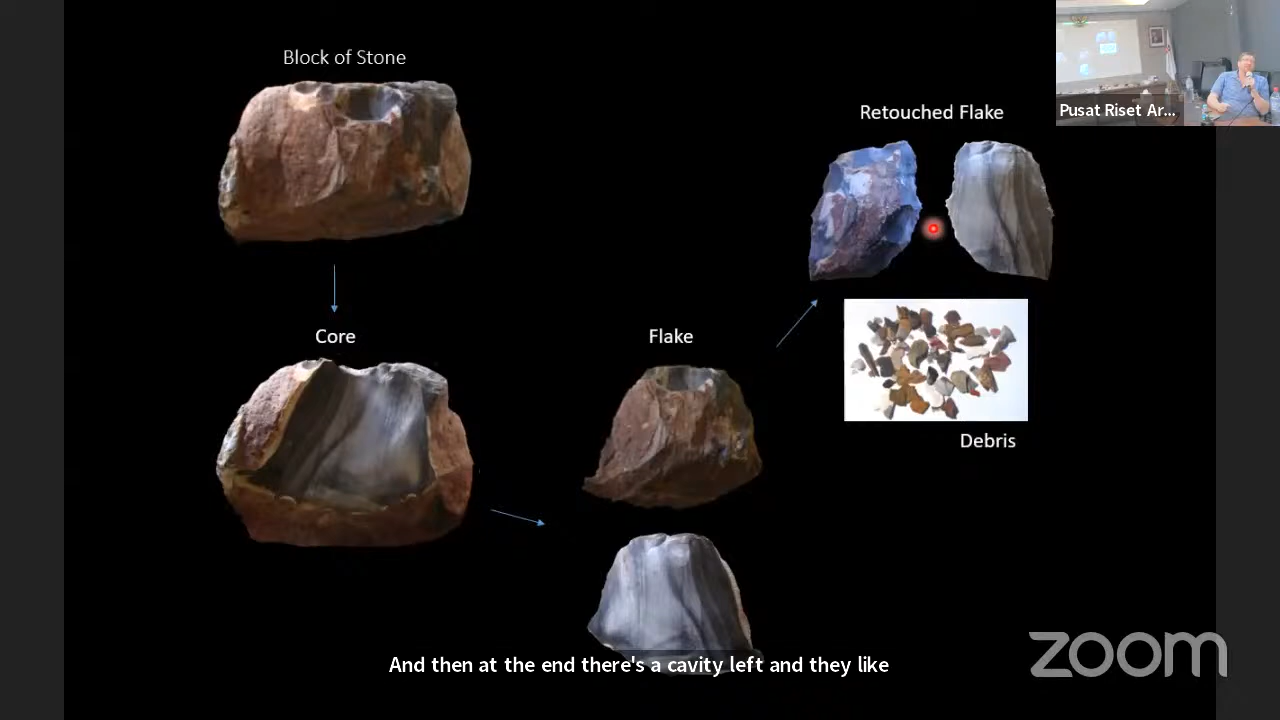 Block of Stone
Retouched Flake
Pusat Riset Ar...
Core
Flake
Debris
And then at the end there's a cavity left and they like
zoom